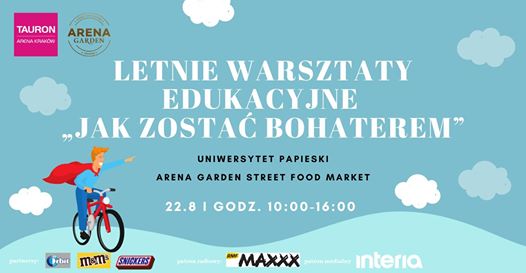 TAURON
ARENA KRAKÓW
ARENA
GARDEN
LETNIE WARSZTATY
EDUKACYJNE
„JAK ZOSTAĆ BOHATEREM”
UNIWERSYTET PAPIESKI
ARENA GARDEN STREET FOOD MARKET
22.8 I GODZ. 10:00-16:00
partnerzy: Orbit m&m's SNICKERS patron radiowy: RMF MAXXX patron medialny interia